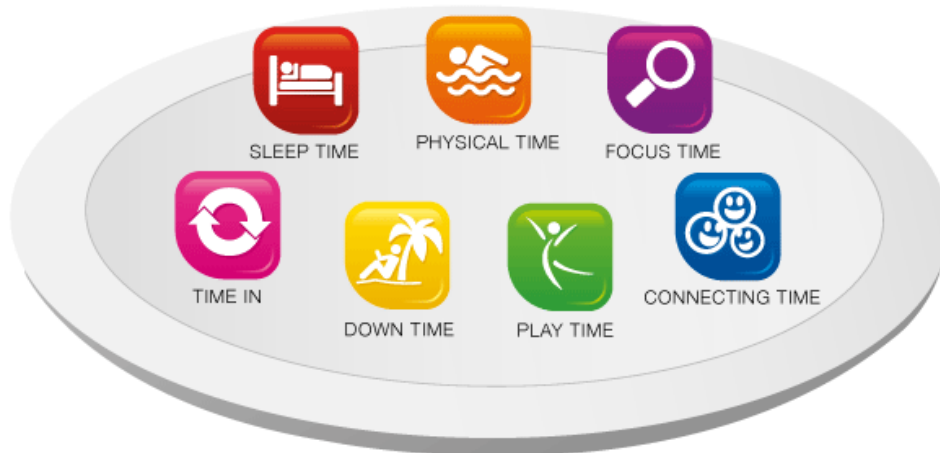 SLEEP TIME
PHYSICAL TIME
FOCUS TIME
TIME IN
DOWN TIME
PLAY TIME
CONNECTING TIME